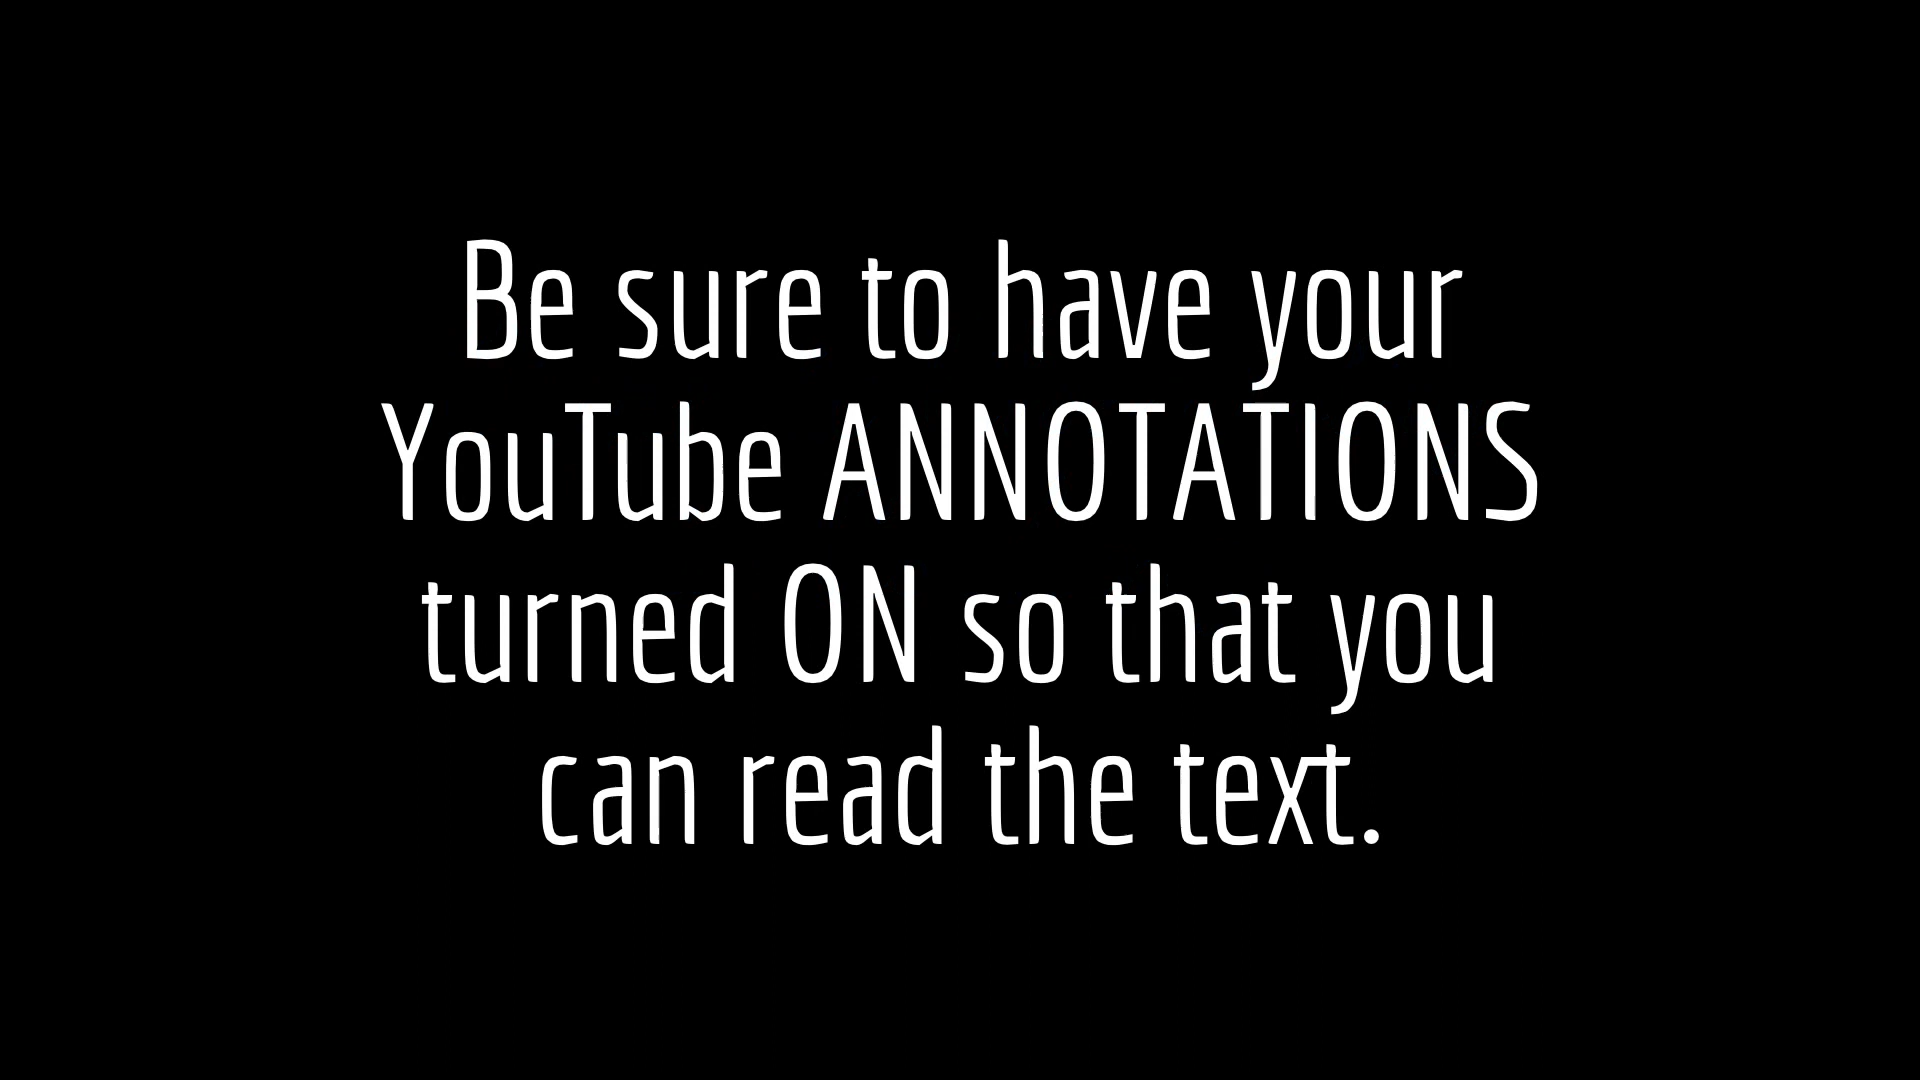 Be sure to have your
YouTube ANNOTATIONS
turned ON so that you
can read the text.